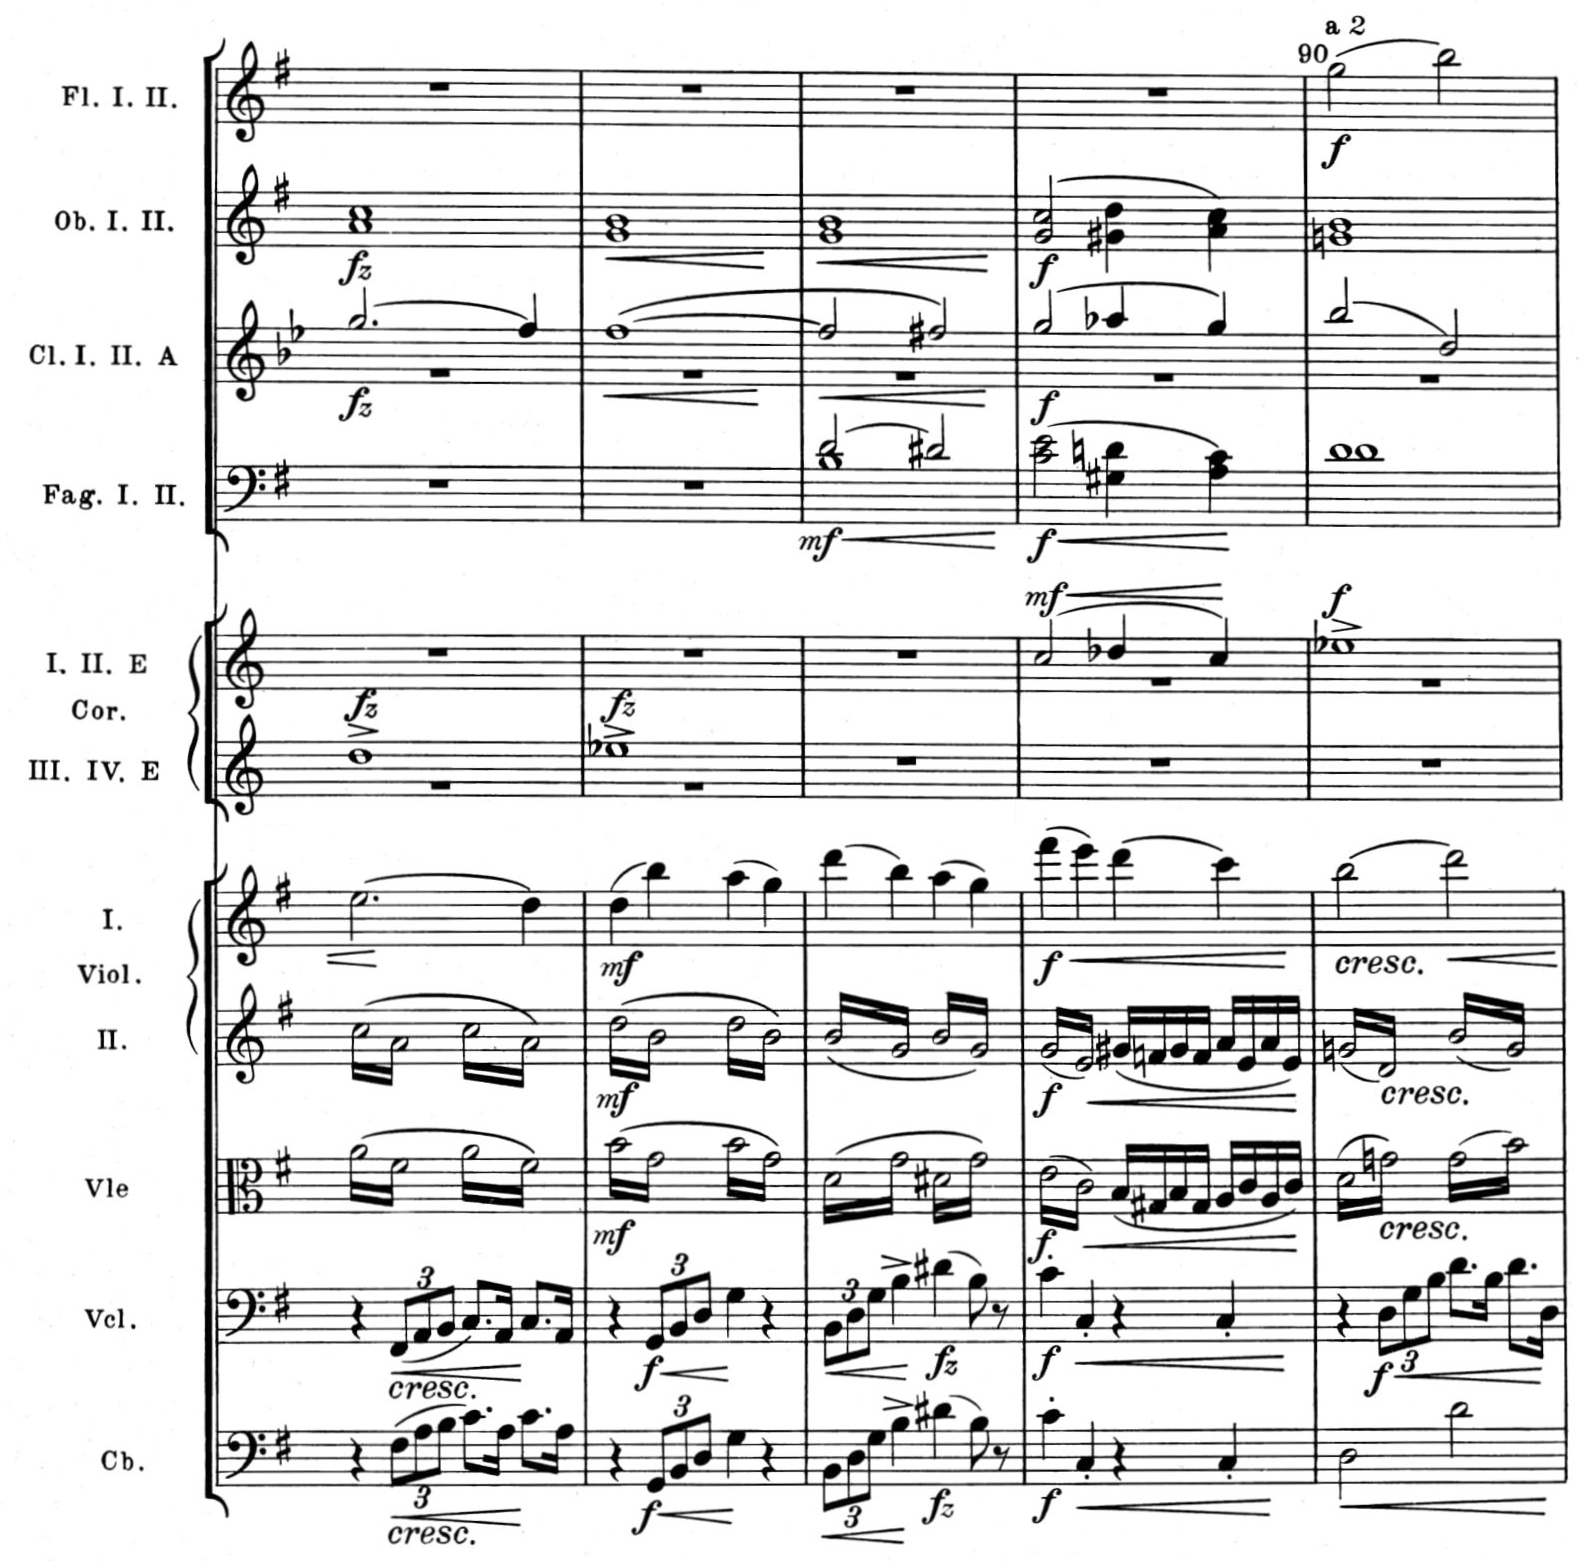 a 2
90
Fl. I. II.
f
Ob. I. II.
fz
f
Cl. I. II. A
fz
f
Fag. I. II.
mf f
mf f
I. II. E
Cor.
fz fz
III. IV. E
I.
mf f cresc.
Viol.
II.
mf f cresc.
Vle
mf f cresc.
3 3 3
Vcl.
cresc. f fz f f 3
3
Cb.
3 f 3 fz f
cresc.